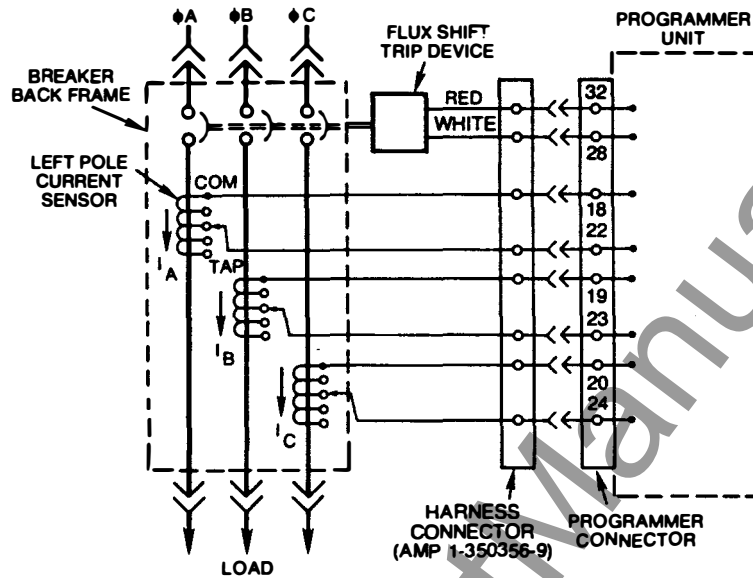 ϕA
ϕB
ϕC
FLUX SHIFT
TRIP DEVICE
PROGRAMMER
UNIT
BREAKER
BACK FRAME
RED
WHITE
32
28
LEFT POLE
CURRENT
SENSOR
COM
18
22
I A
TAP
19
23
I B
20
24
I C
HARNESS
CONNECTOR
(AMP 1-350356-9)
PROGRAMMER
CONNECTOR
LOAD